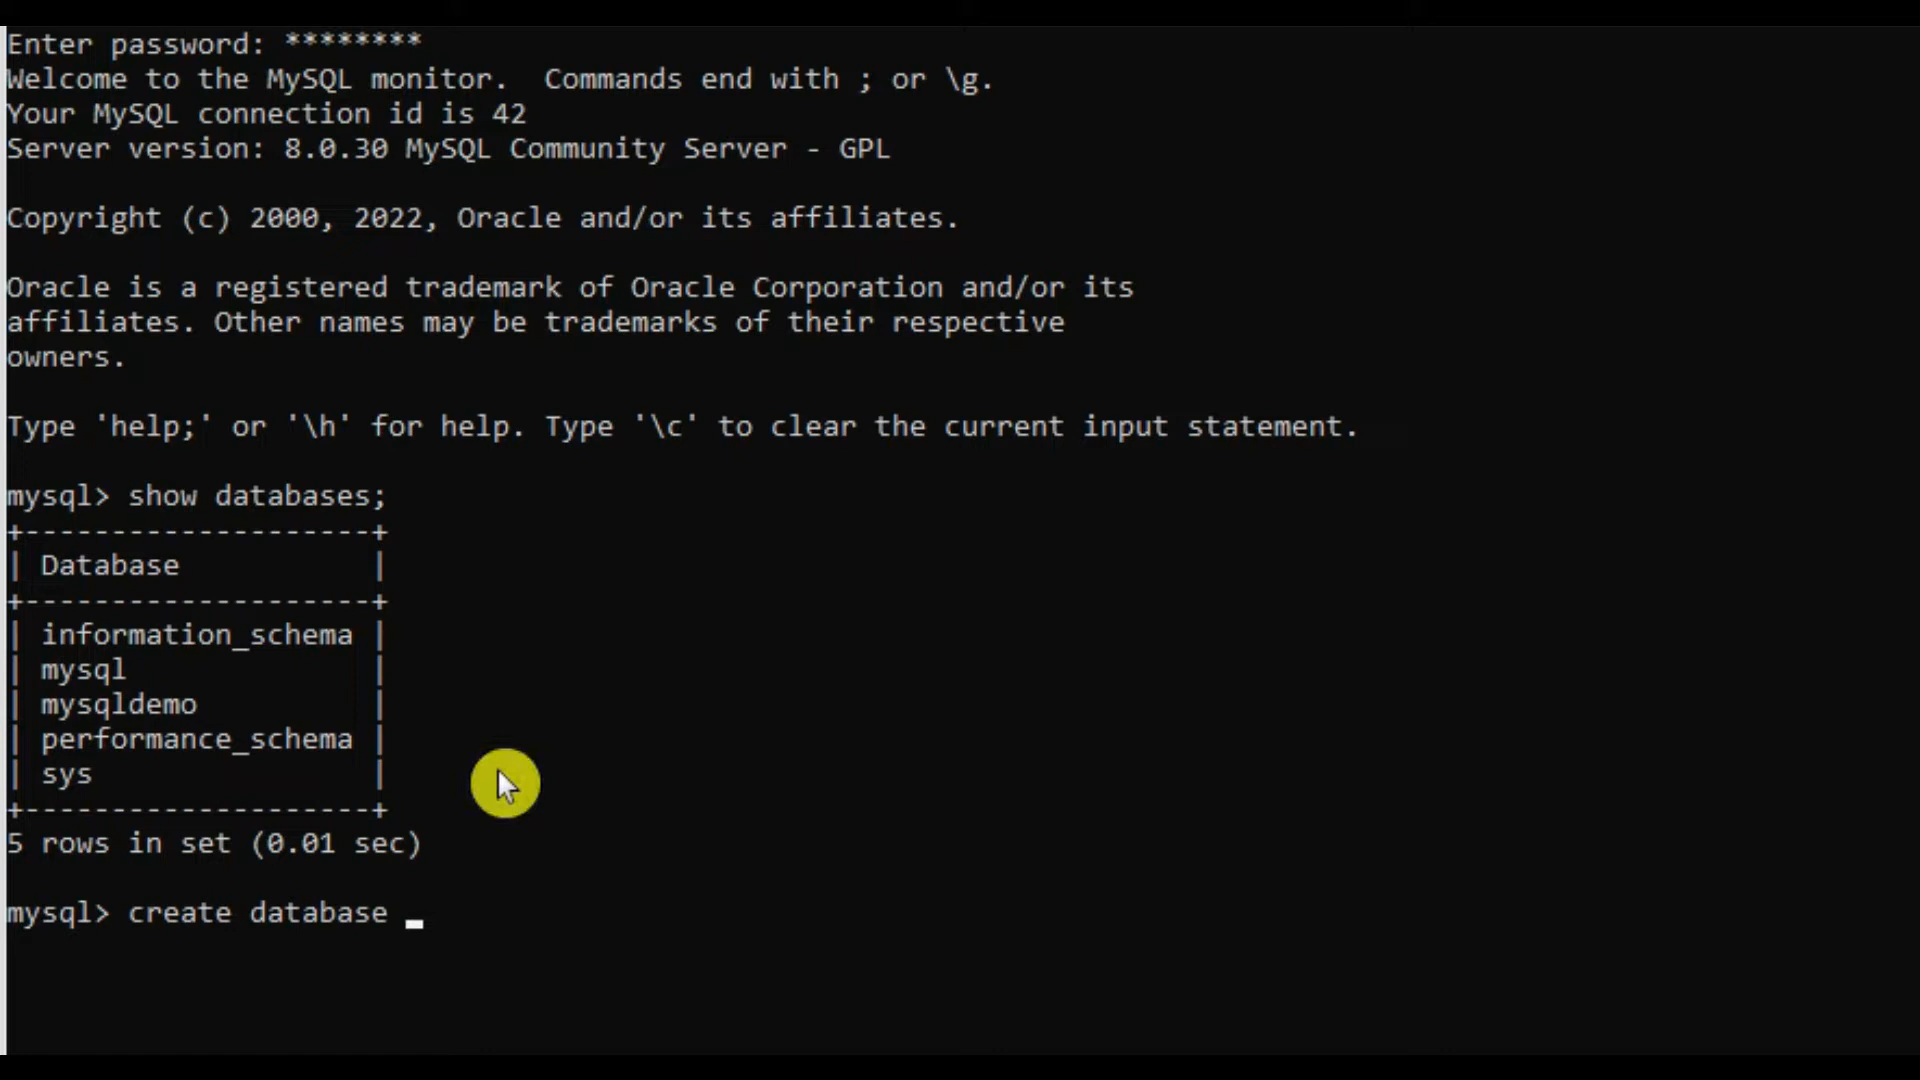 Enter password: ********
Welcome to the MySQL monitor.  Commands end with ; or \g.
Your MySQL connection id is 42
Server version: 8.0.30 MySQL Community Server - GPL

Copyright (c) 2000, 2022, Oracle and/or its affiliates.

Oracle is a registered trademark of Oracle Corporation and/or its
affiliates. Other names may be trademarks of their respective
owners.

Type 'help;' or '\h' for help. Type '\c' to clear the current input statement.

mysql> show databases;
+--------------------+
| Database           |
+--------------------+
| information_schema |
| mysql              |
| mysqldemo          |
| performance_schema |
| sys                |
+--------------------+
5 rows in set (0.01 sec)

mysql> create database _